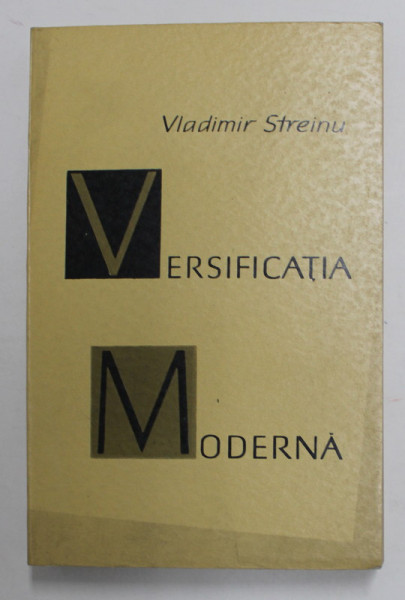 Vladimir Streinu
VERSIFICAȚIA
MODERNĂ